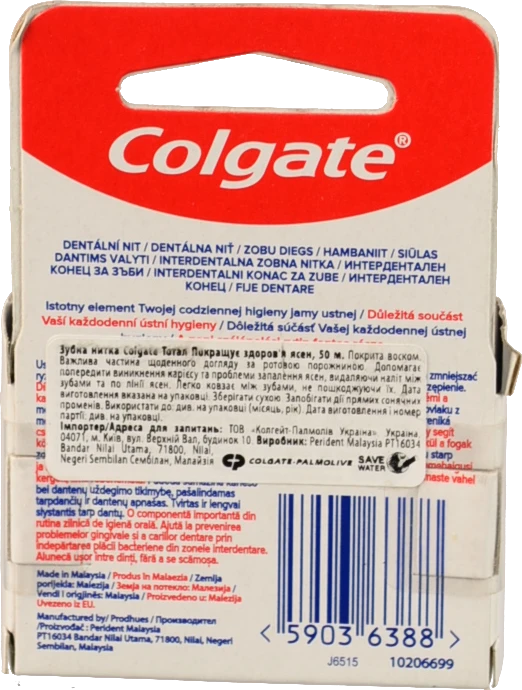 Colgate®
DENTÁLNÍ NIT / DENTÁLNA NIŤ / ZOBU DIEGS / HAMBANIIT / SIŪLAS
DANTIMS VALYTI / INTERDENTALNA ZOBNA NITKA / ИНТЕРДЕНТАЛЕН
КОНЕЦ ЗА ЗЪБИ / INTERDENTALNI KONAC ZA ZUBE / ИНТЕРДЕНТАЛЕН
КОНЕЦ / FIJE DENTARE
Istotny element Twojej codziennej higieny jamy ustnej / Důležitá součást
Vaší každodenní ústní hygieny / Dôležitá súčasť Vašej každodennej ústnej
Зубна нитка Colgate Тотал Покращує здоров'я ясен, 50 м. Покрита воском.
Важлива частина щоденного догляду за ротовою порожниною. Допомагає
попередити виникнення карієсу та проблеми запалення ясен, видаляючи наліт між
зубами та по лінії ясен. Легко ковзає між зубами, не пошкоджуючи їх. Дата
виготовлення вказана на упаковці. Зберігати сухою. Запобігати дії прямих сонячних
променів. Використати до: див. на упаковці (місяць, рік). Дата виготовлення і номер
партії: див. на упаковці.
Імпортер/Адреса для запитань: ТОВ «Колгейт-Палмолів Україна», Україна,
04071, м. Київ, вул. Верхній Вал, будинок 10. Виробник: Perident Malaysia PT16034
Bandar Nilai Utama, 71800, Nilai,
Negeri Sembilan Сембілан, Малайзія
COLGATE-PALMOLIVE
SAVE
WATER
zmniejszać
bei dantenų uždegimo tikimybę, pašalindamas
tarpdančių ir dantenų apnašas. Tvirtas ir lengvai
slystantis tarp dantų. O componentă importantă din
rutina zilnică de igienă orală. Ajută la prevenirea
problemelor gingivale si a cariilor dentare prin
îndepărtarea plăcii bacteriene din zonele interdentare.
Alunecă ușor între dinți, fără a se scămoșa.
Made in Malaysia / Produs în Malaezia / Zemlja
porijekla: Malezija / Земја на потекло: Малезија /
Vendi i origjinës: Malaysia / Proizvedeno u: Malezija
Uvezeno iz EU.
Manufactured by/ Prodhues / Производител
/Proizvođač : Perident Malaysia
PT16034 Bandar Nilai Utama, 71800, Nilai, Negeri
Sembilan, Malaysia
< 5903 6388 >
J6515
10206699